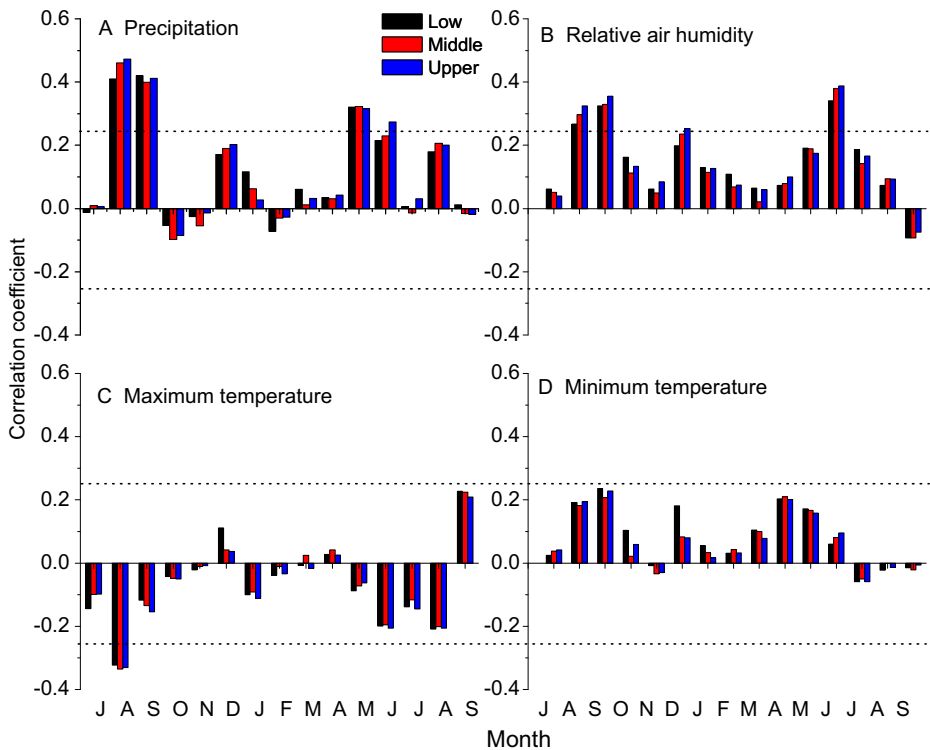 A Precipitation
Low
Middle
Upper
B Relative air humidity
0.6
0.4
0.2
0.0
-0.2
-0.4
0.6
0.4
0.2
0.0
-0.2
-0.4
Correlation coefficient
C Maximum temperature
D Minimum temperature
0.6
0.4
0.2
0.0
-0.2
-0.4
0.6
0.4
0.2
0.0
-0.2
-0.4
J A S O N D J F M A M J J A S
J A S O N D J F M A M J J A S
Month